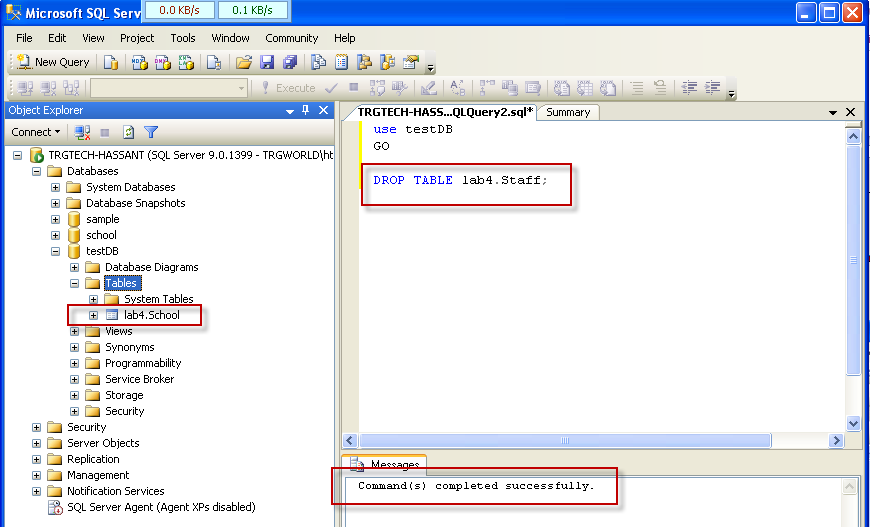 Microsoft SQL Serv
0.0 KB/s
0.1 KB/s
File Edit View Project Tools Window Community Help
New Query
Execute
Object Explorer
Connect
TRGTECH-HASSANT (SQL Server 9.0.1399 - TRGWORLD\ht
Databases
System Databases
Database Snapshots
sample
school
testDB
Database Diagrams
Tables
System Tables
lab4.School
Views
Synonyms
Programmability
Service Broker
Storage
Security
Security
Server Objects
Replication
Management
Notification Services
SQL Server Agent (Agent XPs disabled)
TRGTECH-HASS...QLQuery2.sql* Summary
use testDB
GO
DROP TABLE lab4.Staff;
Messages
Command(s) completed successfully.